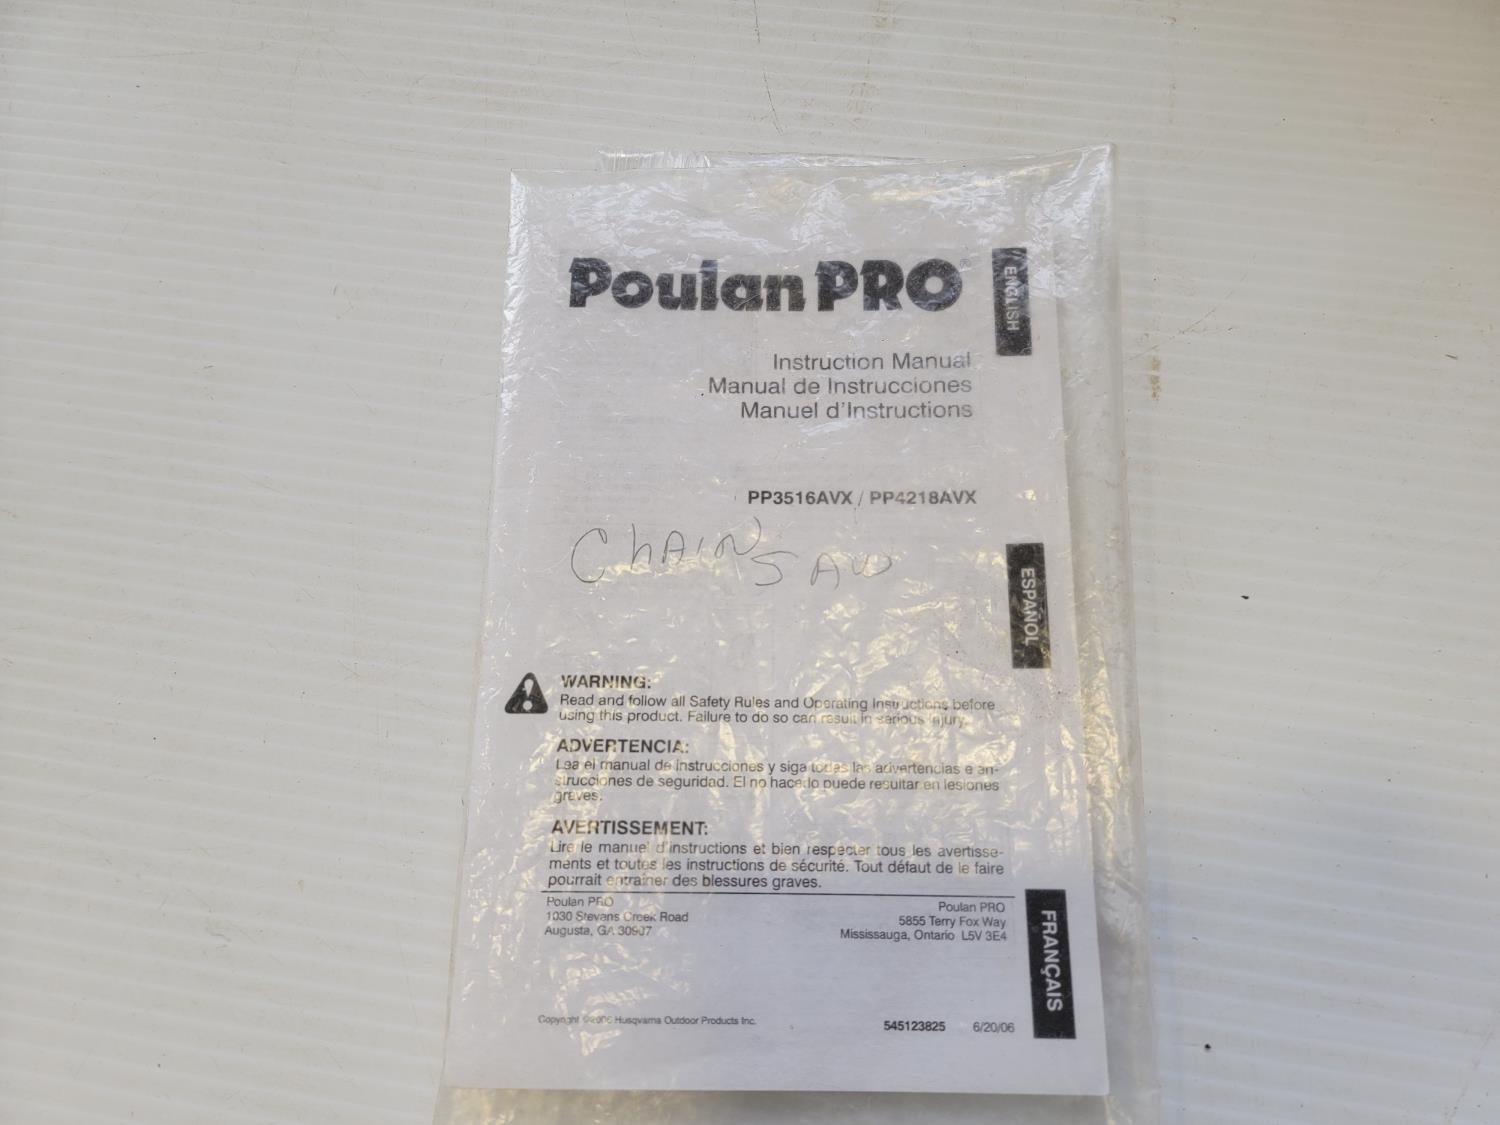 Poulan PRO®
ENGLISH
Instruction Manual
Manual de Instrucciones
Manuel d'Instructions
PP3516AVX / PP4218AVX
ChAIN SAW
ESPAÑOL
WARNING:
Read and follow all Safety Rules and Operating Instructions before
using this product. Failure to do so can result in serious injury.
ADVERTENCIA:
Lea el manual de instrucciones y siga todas las advertencias e in-
strucciones de seguridad. El no hacerlo puede resultar en lesiones
graves.
AVERTISSEMENT:
Lire le manuel d'instructions et bien respecter tous les avertisse-
ments et toutes les instructions de sécurité. Tout défaut de le faire
pourrait entraîner des blessures graves.
Poulan PRO
1030 Stevens Creek Road
Augusta, GA 30907
Poulan PRO
5855 Terry Fox Way
Mississauga, Ontario L5V 3E4
FRANÇAIS
Copyright ©2006 Husqvarna Outdoor Products Inc.
545123825 6/20/06